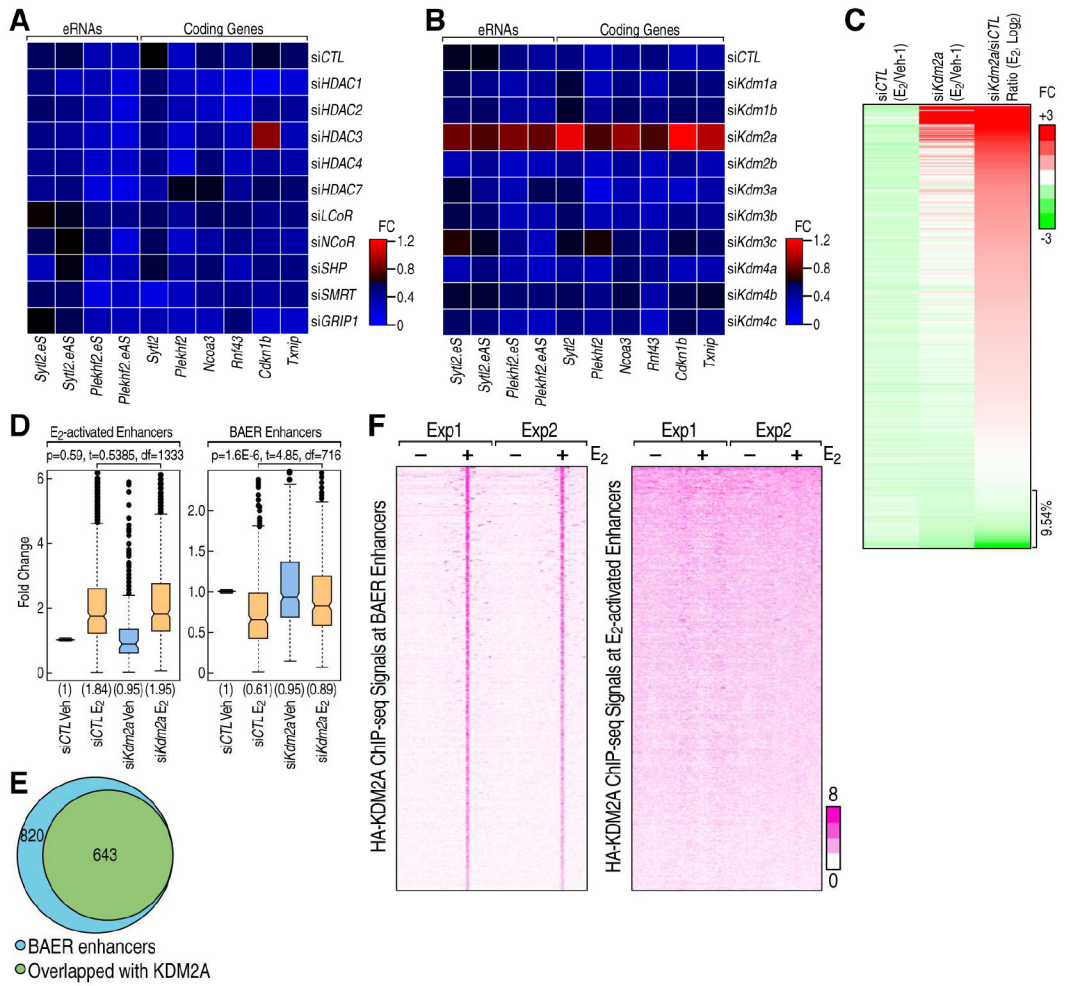 A
eRNAs
Coding Genes
siCTL
siHDAC1
siHDAC2
siHDAC3
siHDAC4
siHDAC7
siLCoR
siNCoR
siSHP
siSMRT
siGRIP1
FC
1.2
0.8
0.4
0
Sytl2.eS
Sytl2.eAS
Plekhf2.eS
Plekhf2.eAS
Sytl2
Plekhf2
Ncoa3
Rnf43
Cdkn1b
Txnip
B
eRNAs
Coding Genes
siCTL
siKdm1a
siKdm1b
siKdm2a
siKdm2b
siKdm3a
siKdm3b
siKdm3c
siKdm4a
siKdm4b
siKdm4c
FC
1.2
0.8
0.4
0
Sytl2.eS
Sytl2.eAS
Plekhf2.eS
Plekhf2.eAS
Sytl2
Plekhf2
Ncoa3
Rnf43
Cdkn1b
Txnip
C
siCTL
(E2/Veh-1)
siKdm2a
(E2/Veh-1)
siKdm2a/siCTL
Ratio (E2, Log2)
FC
+3
-3
9.54%
D
E2-activated Enhancers
p=0.59, t=0.5385, df=1333
Fold Change
6
4
2
0
(1) (1.84) (0.95) (1.95)
siCTL Veh
siCTL E2
siKdm2a Veh
siKdm2a E2
BAER Enhancers
p=1.6E-6, t=4.85, df=716
2.0
1.5
1.0
0.5
0
(1) (0.61) (0.95) (0.89)
siCTL Veh
siCTL E2
siKdm2a Veh
siKdm2a E2
E
820
643
BAER enhancers
Overlapped with KDM2A
F
Exp1 Exp2
− + − + E2
HA-KDM2A ChIP-seq Signals at BAER Enhancers
Exp1 Exp2
− + − + E2
HA-KDM2A ChIP-seq Signals at E2-activated Enhancers
8
0